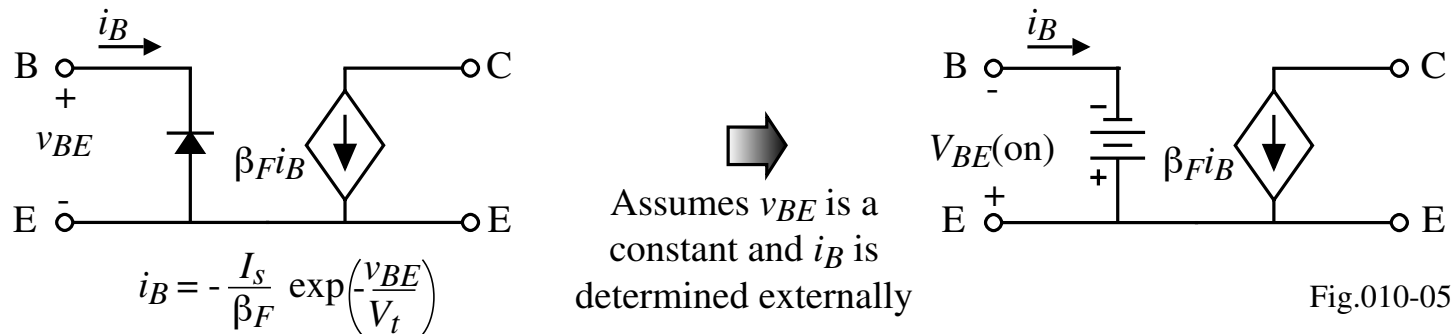 i_B
B
+
v_BE
-
E
β_F i_B
C
E
i_B = - I_s/β_F exp(-v_BE/V_t)
Assumes v_BE is a
constant and i_B is
determined externally
i_B
B
-
V_BE(on)
+
E
-
+
β_F i_B
C
E
Fig.010-05